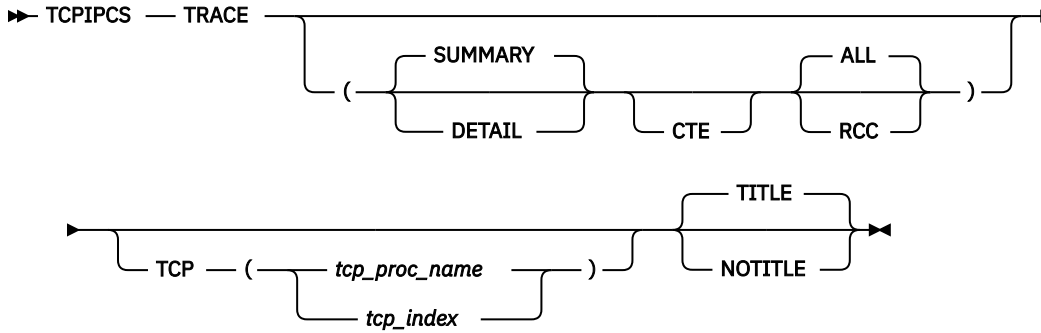 TCPIPCS TRACE
SUMMARY ALL
( DETAIL CTE RCC )
TITLE
TCP ( tcp_proc_name ) NOTITLE
tcp_index